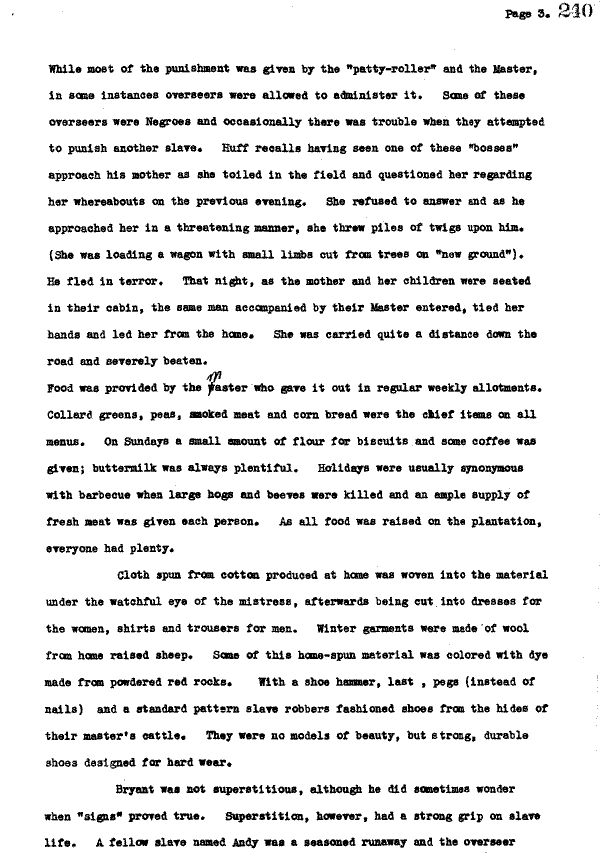 Page 3. 240
While most of the punishment was given by the "patty-roller" and the Master,
in some instances overseers were allowed to administer it. Some of these
overseers were Negroes and occasionally there was trouble when they attempted
to punish another slave. Huff recalls having seen one of these "bosses"
approach his mother as she toiled in the field and questioned her regarding
her whereabouts on the previous evening. She refused to answer and as he
approached her in a threatening manner, she threw piles of twigs upon him.
(She was loading a wagon with small limbs cut from trees on "new ground").
He fled in terror. That night, as the mother and her children were seated
in their cabin, the same man accompanied by their Master entered, tied her
hands and led her from the home. She was carried quite a distance down the
road and severely beaten.
Food was provided by the master who gave it out in regular weekly allotments.
Collard greens, peas, smoked meat and corn bread were the chief items on all
menus. On Sundays a small amount of flour for biscuits and some coffee was
given; buttermilk was always plentiful. Holidays were usually synonymous
with barbecue when large hogs and beeves were killed and an ample supply of
fresh meat was given each person. As all food was raised on the plantation,
everyone had plenty.
Cloth spun from cotton produced at home was woven into the material
under the watchful eye of the mistress, afterwards being cut into dresses for
the women, shirts and trousers for men. Winter garments were made of wool
from home raised sheep. Some of this home-spun material was colored with dye
made from powdered red rocks. With a shoe hammer, last , pegs (instead of
nails) and a standard pattern slave robbers fashioned shoes from the hides of
their master's cattle. They were no models of beauty, but strong, durable
shoes designed for hard wear.
Bryant was not superstitious, although he did sometimes wonder
when "signs" proved true. Superstition, however, had a strong grip on slave
life. A fellow slave named Andy was a seasoned runaway and the overseer